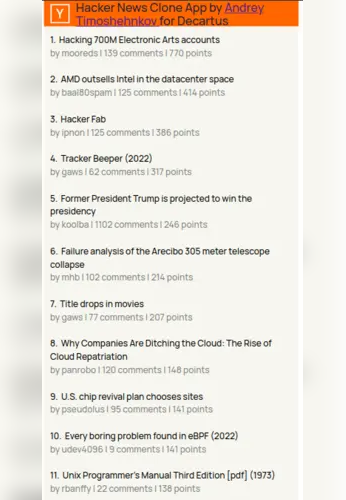 Y
Hacker News Clone App by Andrey
Timoshehnkov for Decartus
1. Hacking 700M Electronic Arts accounts
by mooreds | 139 comments | 770 points
2. AMD outsells Intel in the datacenter space
by baal80spam | 125 comments | 414 points
3. Hacker Fab
by ipnon | 125 comments | 386 points
4. Tracker Beeper (2022)
by gaws | 62 comments | 317 points
5. Former President Trump is projected to win the
presidency
by koolba | 1102 comments | 246 points
6. Failure analysis of the Arecibo 305 meter telescope
collapse
by mhb | 102 comments | 214 points
7. Title drops in movies
by gaws | 77 comments | 207 points
8. Why Companies Are Ditching the Cloud: The Rise of
Cloud Repatriation
by panrobo | 120 comments | 148 points
9. U.S. chip revival plan chooses sites
by pseudolus | 95 comments | 141 points
10. Every boring problem found in eBPF (2022)
by udev4096 | 9 comments | 141 points
11. Unix Programmer's Manual Third Edition [pdf] (1973)
by rbanffy | 22 comments | 138 points